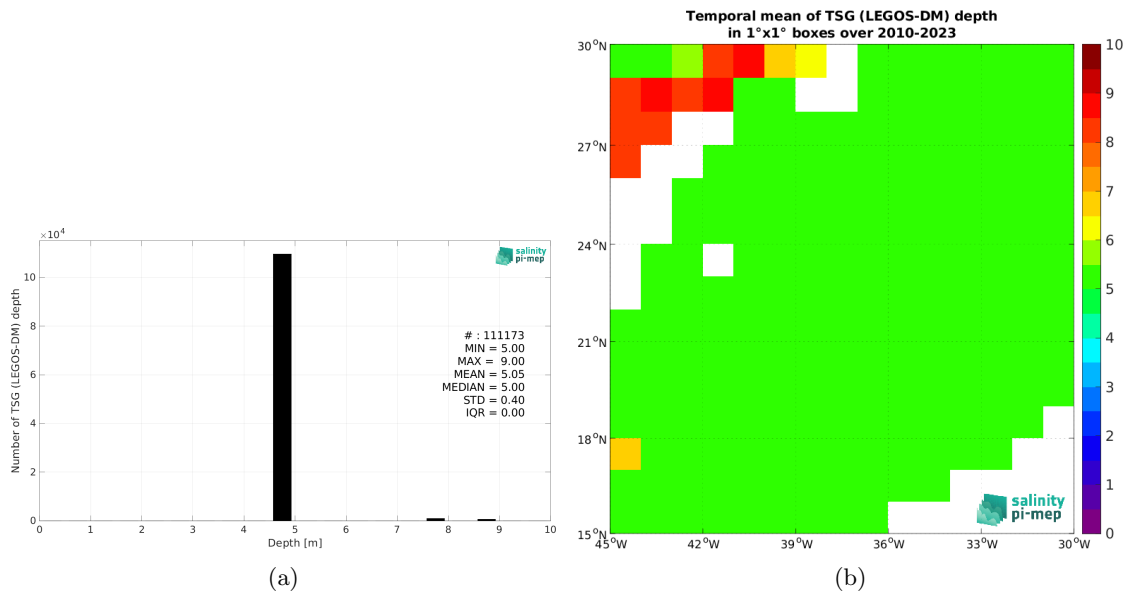 ×10⁴
10
8
6
4
2
0
Number of TSG (LEGOS-DM) depth
0 1 2 3 4 5 6 7 8 9 10
Depth [m]
salinity
pi-mep
# : 111173
MIN = 5.00
MAX = 9.00
MEAN = 5.05
MEDIAN = 5.00
STD = 0.40
IQR = 0.00
(a)
Temporal mean of TSG (LEGOS-DM) depth
in 1°x1° boxes over 2010-2023
30°N
27°N
24°N
21°N
18°N
15°N
45°W 42°W 39°W 36°W 33°W 30°W
salinity
pi-mep
10
9
8
7
6
5
4
3
2
1
0
(b)